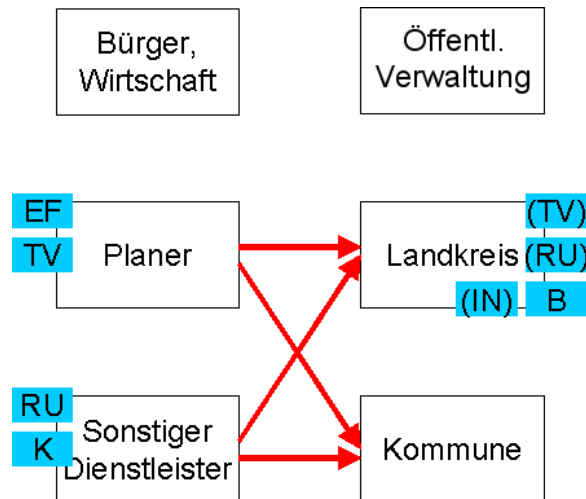 Bürger,
Wirtschaft
Öffentl.
Verwaltung
EF
TV
Planer
Landkreis
(TV)
(RU)
(IN)
B
RU
K
Sonstiger
Dienstleister
Kommune